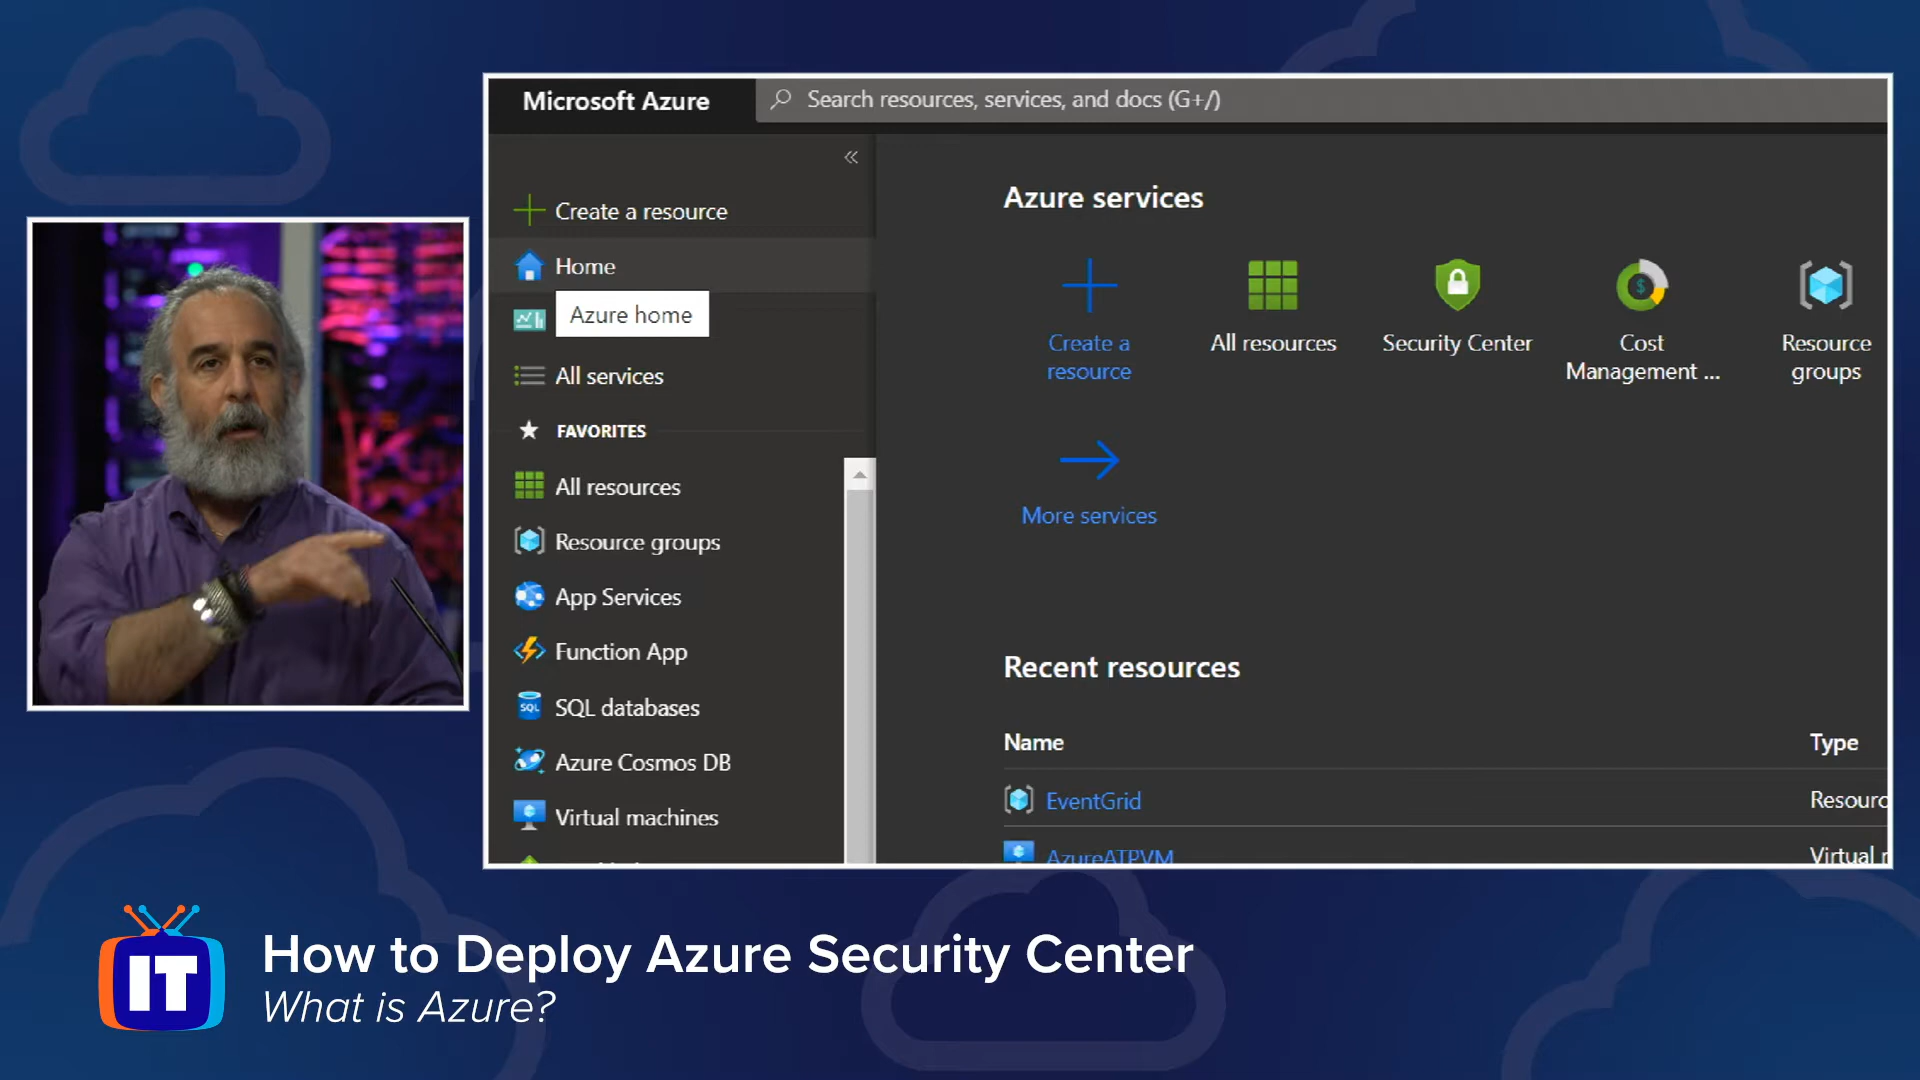 Microsoft Azure
Search resources, services, and docs (G+/)
«
Create a resource
Home
Azure home
All services
FAVORITES
All resources
Resource groups
App Services
Function App
SQL
SQL databases
Azure Cosmos DB
Virtual machines
Azure services
Create a
resource
All resources
Security Center
$
Cost
Management ...
Resource
groups
More services
Recent resources
Name
Type
EventGrid
AzureATPVM
IT
How to Deploy Azure Security Center
What is Azure?